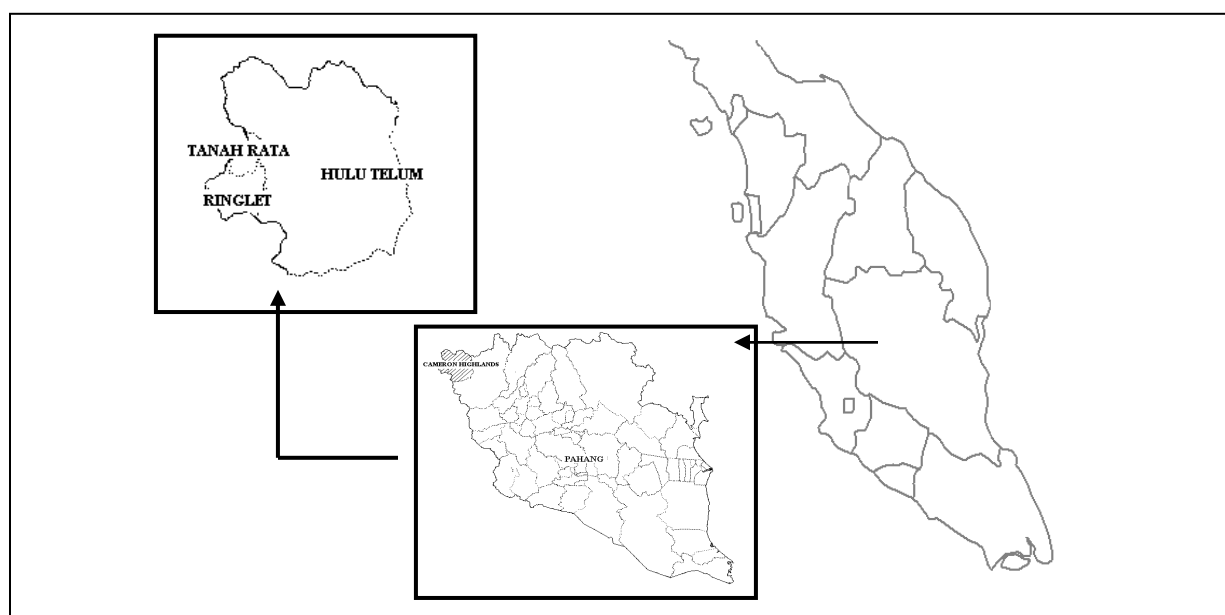 TANAH RATA
HULU TELUM
RINGLET
CAMERON HIGHLANDS
PAHANG